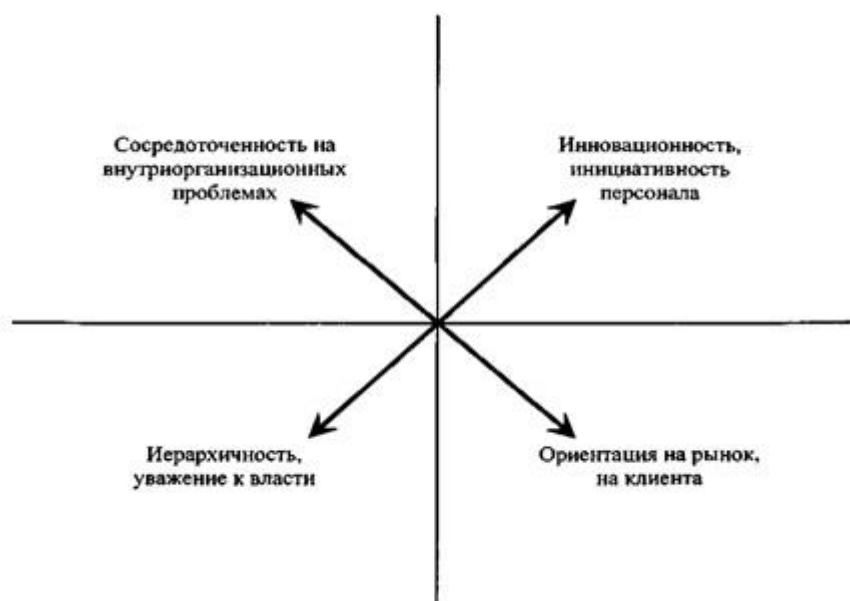 Сосредоточенность на
внутриорганизационных
проблемах
Инновационность,
инициативность
персонала
Иерархичность,
уважение к власти
Ориентация на рынок,
на клиента